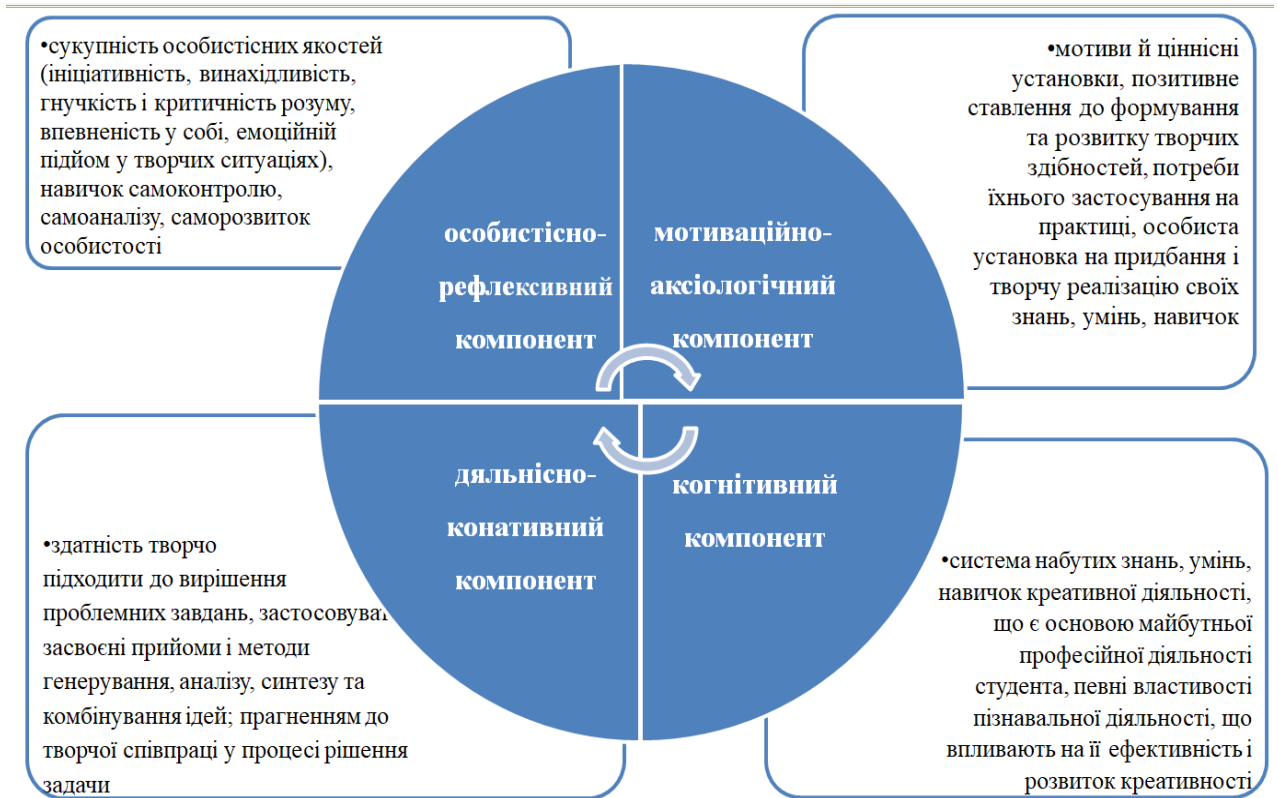 •сукупність особистісних якостей
(ініціативність, винахідливість,
гнучкість і критичність розуму,
впевненість у собі, емоційній
підйом у творчих ситуаціях),
навичок самоконтролю,
самоаналізу, саморозвиток
особистості
•мотиви й ціннісні
установки, позитивне
ставлення до формування
та розвитку творчих
здібностей, потреби
їхнього застосування на
практиці, особиста
установка на придбання і
творчу реалізацію своїх
знань, умінь, навичок
особистісно-
рефлексивний
компонент
мотиваційно-
аксіологічний
компонент
дяльнісно-
конативний
компонент
когнітивний
компонент
•здатність творчо
підходити до вирішення
проблемних завдань, застосовуват
засвоєні прийоми і методи
генерування, аналізу, синтезу та
комбінування ідей; прагненням до
творчої співпраці у процесі рішення
задачи
•система набутих знань, умінь,
навичок креативної діяльності,
що є основою майбутньої
професійної діяльності
студента, певні властивості
пізнавальної діяльності, що
впливають на її ефективність і
розвиток креативності